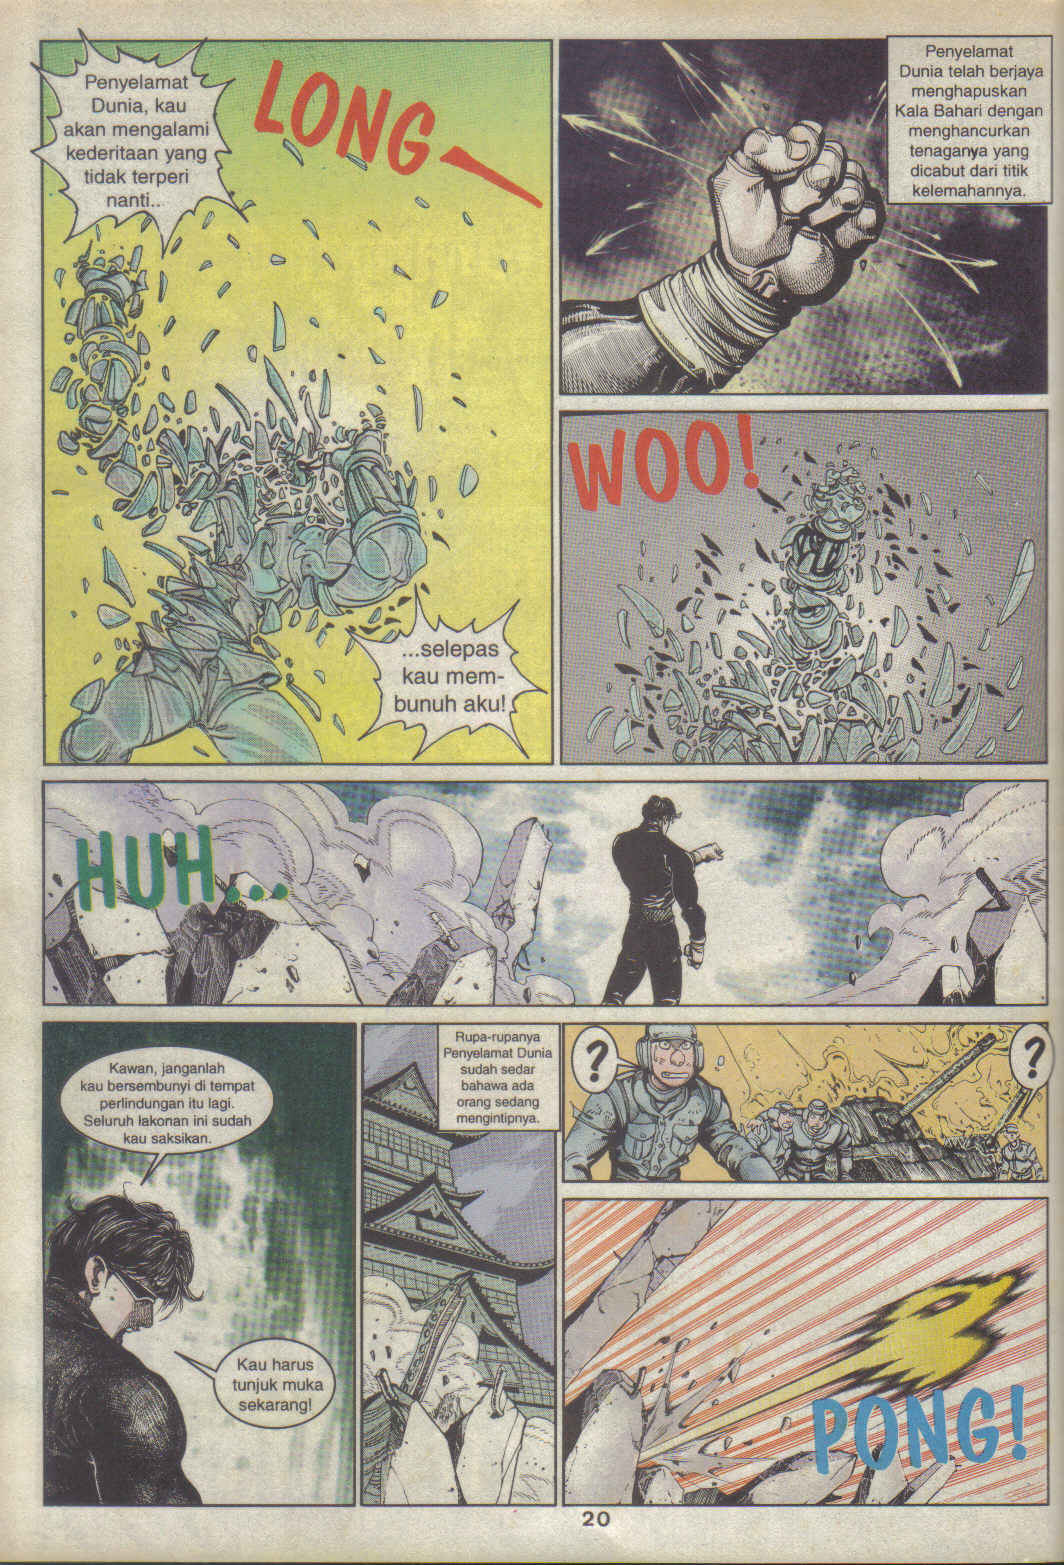 Penyelamat
Dunia, kau
akan mengalami
kederitaan yang
tidak terperi
nanti..
LONG
...selepas
kau mem-
bunuh aku!
Penyelamat
Dunia telah berjaya
menghapuskan
Kala Bahari dengan
menghancurkan
tenaganya yang
dicabut dari titik
kelemahannya.
WOO!
HUH...
Kawan, janganlah
kau bersembunyi di tempat
perlindungan itu lagi.
Seluruh lakonan ini sudah
kau saksikan.
Kau harus
tunjuk muka
sekarang!
Rupa-rupanya
Penyelamat Dunia
sudah sedar
bahawa ada
orang sedang
mengintipnya.
?
?
PONG!
20